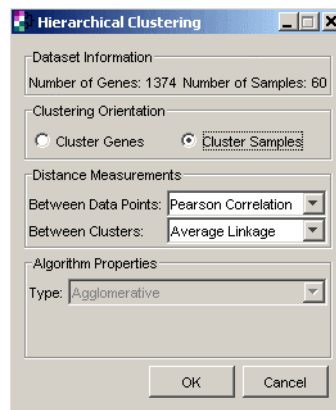 Hierarchical Clustering
Dataset Information
Number of Genes: 1374 Number of Samples: 60
Clustering Orientation
Cluster Genes Cluster Samples
Distance Measurements
Between Data Points: Pearson Correlation
Between Clusters: Average Linkage
Algorithm Properties
Type: Agglomerative
OK Cancel